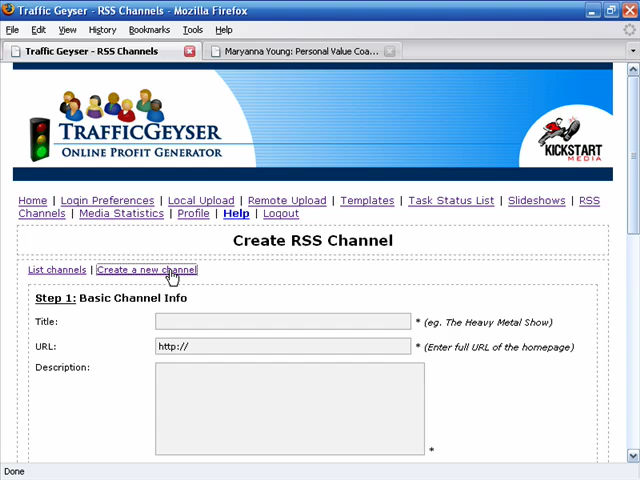 Traffic Geyser - RSS Channels - Mozilla Firefox
File Edit View History Bookmarks Tools Help
Traffic Geyser - RSS Channels Maryanna Young: Personal Value Coa...
TRAFFICGEYSER
ONLINE PROFIT GENERATOR
KICKSTART
MEDIA
Home | Login Preferences | Local Upload | Remote Upload | Templates | Task Status List | Slideshows | RSS
Channels | Media Statistics | Profile | Help | Logout
Create RSS Channel
List channels | Create a new channel
Step 1: Basic Channel Info
Title: * (eg. The Heavy Metal Show)
URL: http:// * (Enter full URL of the homepage)
Description: *
Done